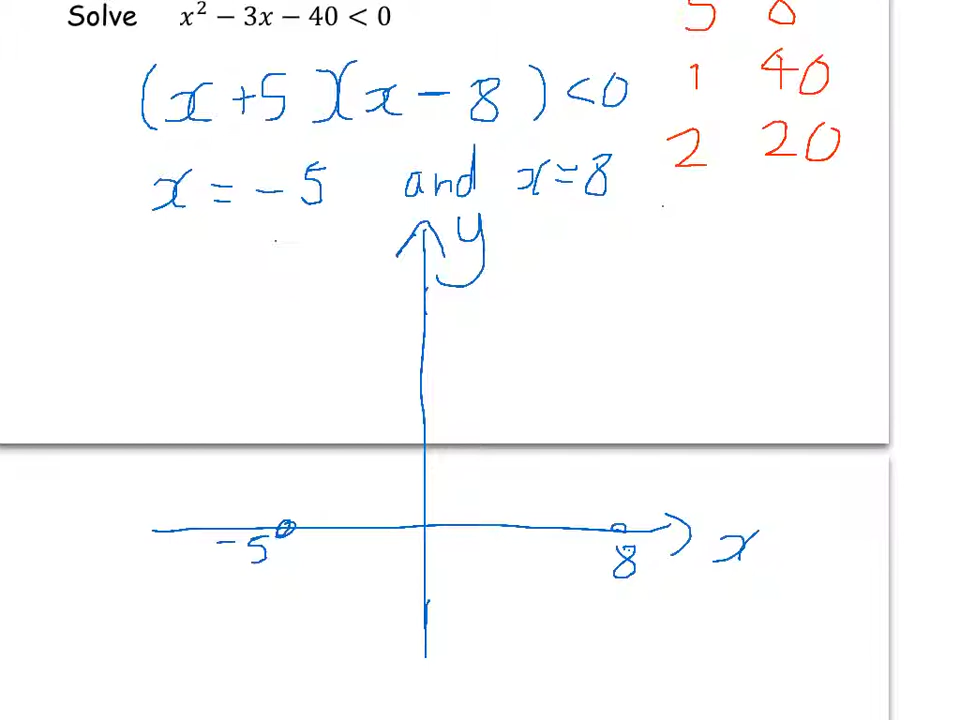 Solve x² − 3x − 40 < 0
5 8
(x + 5)(x − 8) < 0
1 40
2 20
x = − 5 and x = 8
y
−5
8
x